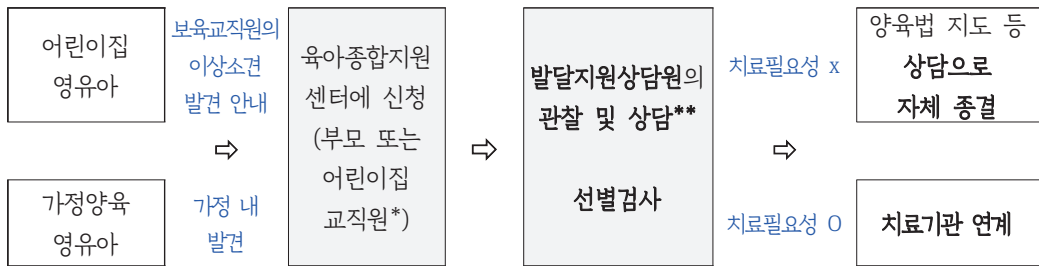 어린이집
영유아
보육교직원의
이상소견
발견 안내
⇨
가정양육
영유아
가정 내
발견
육아종합지원
센터에 신청
(부모 또는
어린이집
교직원*)
⇨
발달지원상담원의
관찰 및 상담**
선별검사
치료필요성 x
⇨
치료필요성 O
양육법 지도 등
상담으로
자체 종결
치료기관 연계